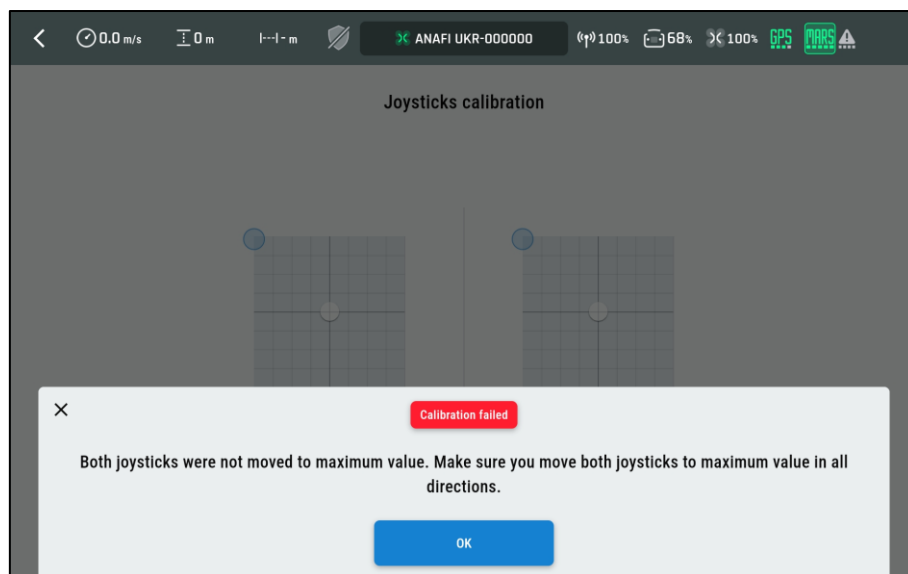 0.0 m/s 0 m - m ANAFI UKR-000000 100% 68% 100% GPS MARS
Joysticks calibration
Calibration failed
Both joysticks were not moved to maximum value. Make sure you move both joysticks to maximum value in all
directions.
OK